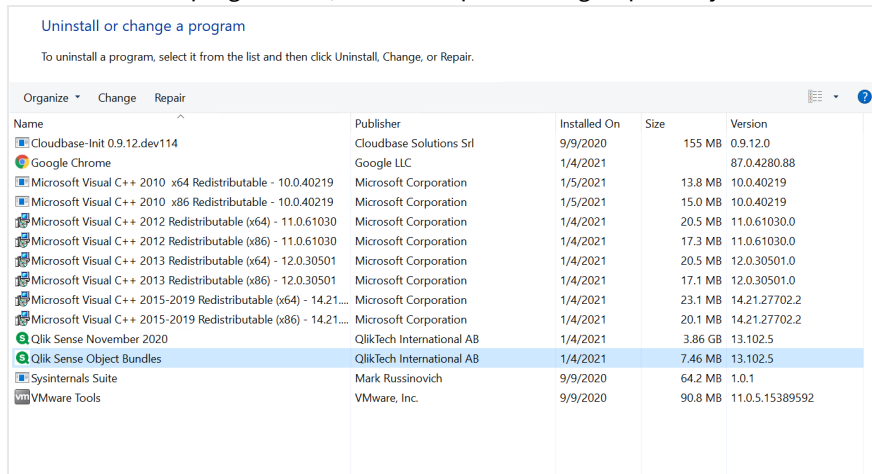 Uninstall or change a program
To uninstall a program, select it from the list and then click Uninstall, Change, or Repair.
Organize Change Repair
Name Publisher Installed On Size Version
Cloudbase-Init 0.9.12.dev114 Cloudbase Solutions Srl 9/9/2020 155 MB 0.9.12.0
Google Chrome Google LLC 1/4/2021 87.0.4280.88
Microsoft Visual C++ 2010 x64 Redistributable - 10.0.40219 Microsoft Corporation 1/5/2021 13.8 MB 10.0.40219
Microsoft Visual C++ 2010 x86 Redistributable - 10.0.40219 Microsoft Corporation 1/5/2021 15.0 MB 10.0.40219
Microsoft Visual C++ 2012 Redistributable (x64) - 11.0.61030 Microsoft Corporation 1/4/2021 20.5 MB 11.0.61030.0
Microsoft Visual C++ 2012 Redistributable (x86) - 11.0.61030 Microsoft Corporation 1/4/2021 17.3 MB 11.0.61030.0
Microsoft Visual C++ 2013 Redistributable (x64) - 12.0.30501 Microsoft Corporation 1/4/2021 20.5 MB 12.0.30501.0
Microsoft Visual C++ 2013 Redistributable (x86) - 12.0.30501 Microsoft Corporation 1/4/2021 17.1 MB 12.0.30501.0
Microsoft Visual C++ 2015-2019 Redistributable (x64) - 14.21.... Microsoft Corporation 1/4/2021 23.1 MB 14.21.27702.2
Microsoft Visual C++ 2015-2019 Redistributable (x86) - 14.21.... Microsoft Corporation 1/4/2021 20.1 MB 14.21.27702.2
Qlik Sense November 2020 QlikTech International AB 1/4/2021 3.86 GB 13.102.5
Qlik Sense Object Bundles QlikTech International AB 1/4/2021 7.46 MB 13.102.5
Sysinternals Suite Mark Russinovich 9/9/2020 64.2 MB 1.0.1
vm VMware Tools VMware, Inc. 9/9/2020 90.8 MB 11.0.5.15389592